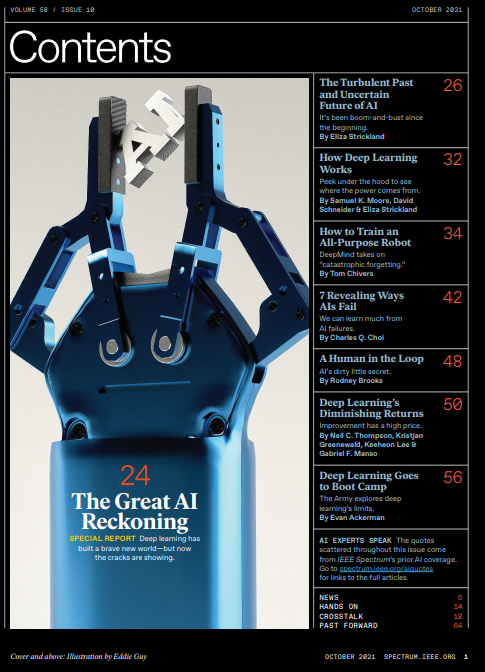 VOLUME 58 / ISSUE 10
OCTOBER 2021
Contents
AI
24
The Great AI
Reckoning
SPECIAL REPORT Deep learning has
built a brave new world—but now
the cracks are showing.
The Turbulent Past
and Uncertain
Future of AI
26
It's been boom-and-bust since
the beginning.
By Eliza Strickland
How Deep Learning
Works
32
Peek under the hood to see
where the power comes from.
By Samuel K. Moore, David
Schneider & Eliza Strickland
How to Train an
All-Purpose Robot
34
DeepMind takes on
"catastrophic forgetting."
By Tom Chivers
7 Revealing Ways
AIs Fail
42
We can learn much from
AI failures.
By Charles Q. Choi
A Human in the Loop
48
AI's dirty little secret.
By Rodney Brooks
Deep Learning's
Diminishing Returns
50
Improvement has a high price.
By Neil C. Thompson, Kristjan
Greenewald, Keeheon Lee &
Gabriel F. Manso
Deep Learning Goes
to Boot Camp
56
The Army explores deep
learning's limits.
By Evan Ackerman
AI EXPERTS SPEAK The quotes
scattered throughout this issue come
from IEEE Spectrum's prior AI coverage.
Go to spectrum.ieee.org/aiquotes
for links to the full articles.
NEWS 6
HANDS ON 14
CROSSTALK 18
PAST FORWARD 64
Cover and above: Illustration by Eddie Guy
OCTOBER 2021 SPECTRUM.IEEE.ORG 1